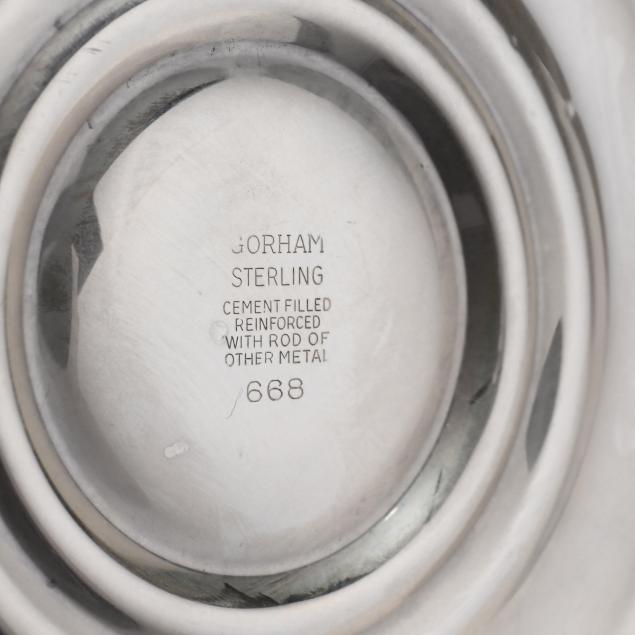 GORHAM
STERLING
CEMENT FILLED
REINFORCED
WITH ROD OF
OTHER METAL
668